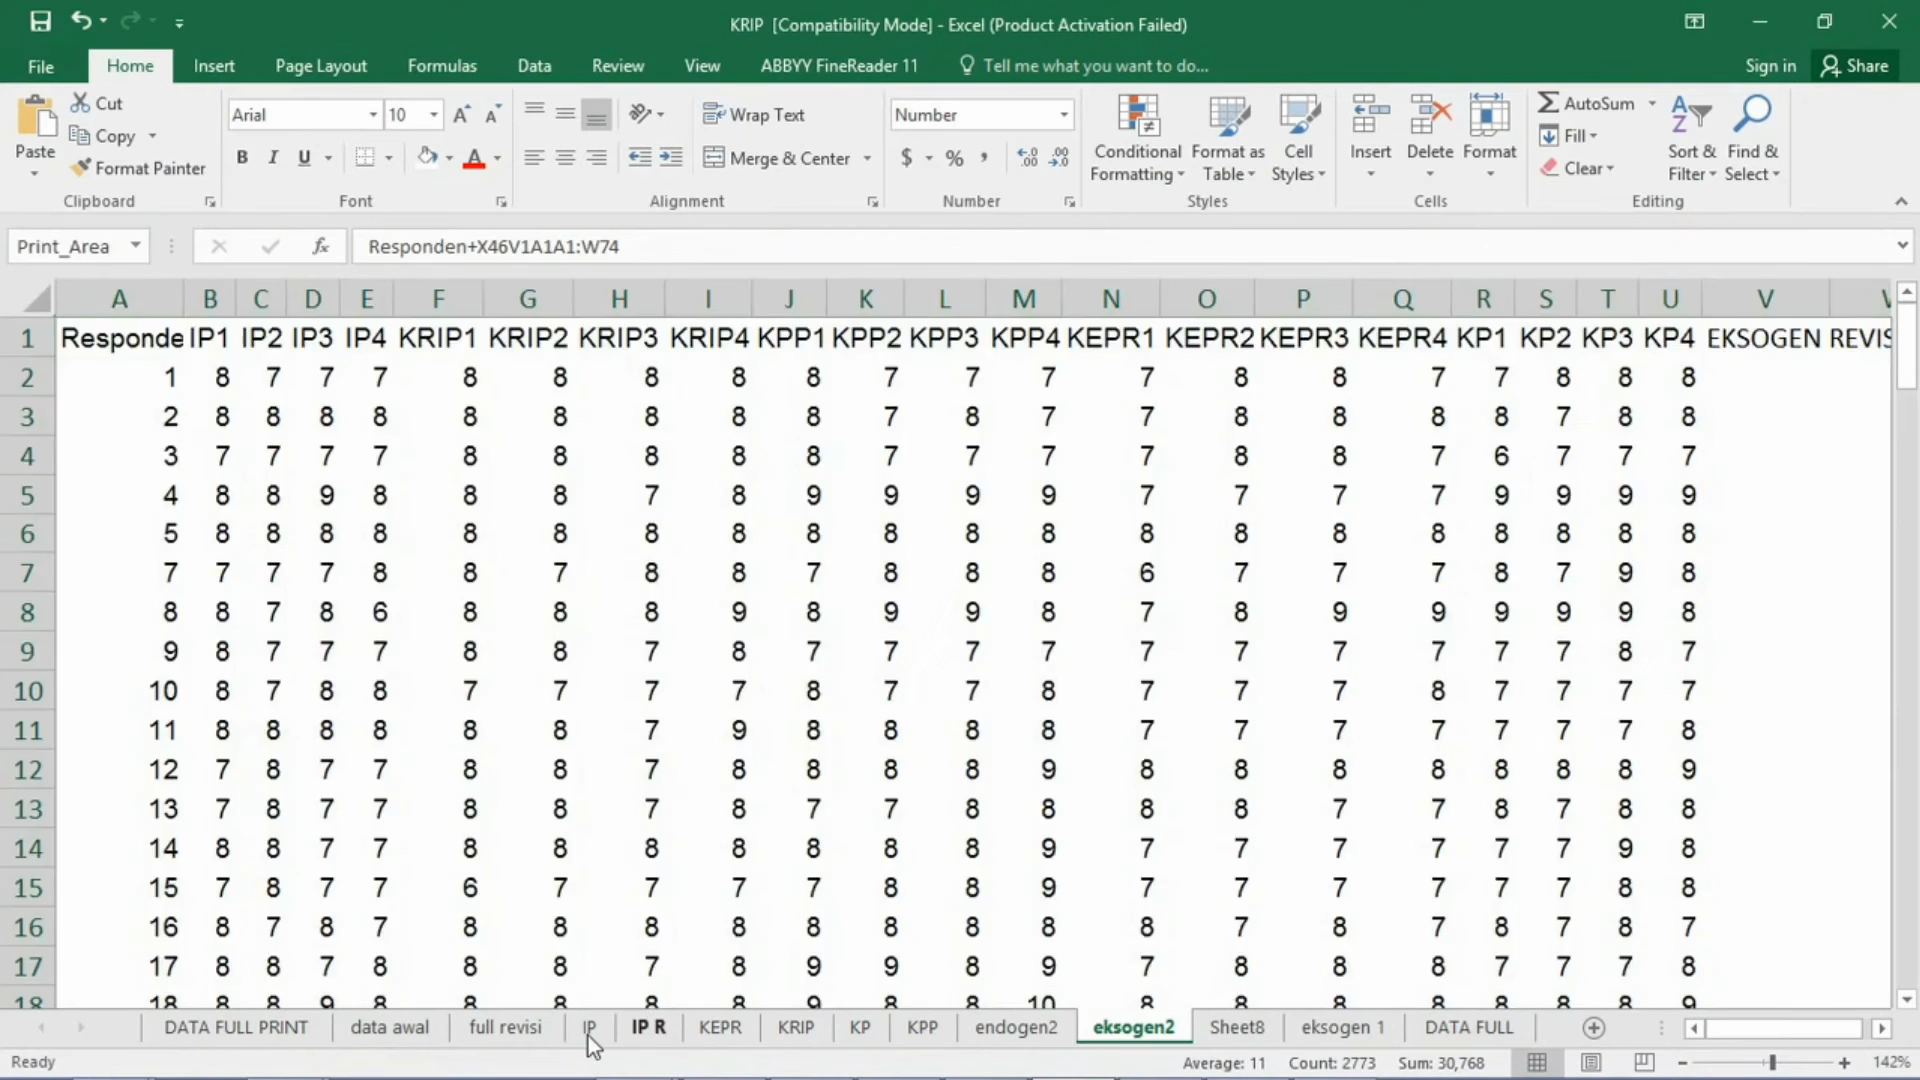 KRIP [Compatibility Mode] - Excel (Product Activation Failed)
File Home Insert Page Layout Formulas Data Review View ABBYY FineReader 11 Tell me what you want to do... Sign in Share
Paste Cut Copy Format Painter Clipboard
Arial 10 B I U A Font
Wrap Text Merge & Center Alignment
Number $ % , Number
Conditional Formatting Format as Table Cell Styles Styles
Insert Delete Format Cells
AutoSum Fill Clear Sort & Filter Find & Select Editing
Print_Area fx Responden+X46V1A1A1:W74
A B C D E F G H I J K L M N O P Q R S T U V
1 Responde IP1 IP2 IP3 IP4 KRIP1 KRIP2 KRIP3 KRIP4 KPP1 KPP2 KPP3 KPP4 KEPR1 KEPR2 KEPR3 KEPR4 KP1 KP2 KP3 KP4 EKSOGEN REVIS
2 1 8 7 7 7 8 8 8 8 8 7 7 7 7 8 8 7 7 8 8 8
3 2 8 8 8 8 8 8 8 8 8 7 8 7 7 8 8 8 8 7 8 8
4 3 7 7 7 7 8 8 8 8 8 7 7 7 7 8 8 7 6 7 7 7
5 4 8 8 9 8 8 8 7 8 9 9 9 9 7 7 7 7 9 9 9 9
6 5 8 8 8 8 8 8 8 8 8 8 8 8 8 8 8 8 8 8 8 8
7 7 7 7 7 8 8 7 8 8 7 8 8 8 6 7 7 7 8 7 9 8
8 8 8 7 8 6 8 8 8 9 8 9 9 8 7 8 9 9 9 9 9 8
9 9 8 7 7 7 8 8 7 8 7 7 7 7 7 7 7 7 7 7 8 7
10 10 8 7 8 8 7 7 7 7 8 7 7 8 7 7 7 8 7 7 7 7
11 11 8 8 8 8 8 8 7 9 8 8 8 8 7 7 7 7 7 7 7 8
12 12 7 8 7 7 8 8 7 8 8 8 8 9 8 8 8 8 8 8 8 9
13 13 7 8 7 7 8 8 7 8 7 7 8 8 8 8 7 7 8 7 8 8
14 14 8 8 7 7 8 8 8 8 8 8 8 9 7 7 7 7 7 7 9 8
15 15 7 8 7 7 6 7 7 7 7 8 8 9 7 7 7 7 7 7 8 8
16 16 8 7 8 7 8 8 8 8 8 8 8 8 8 7 8 7 8 7 8 7
17 17 8 8 7 8 8 8 7 8 9 9 8 9 7 8 8 8 7 7 7 8
18 18 8 8 9 8 8 8 8 8 9 8 8 10 8 8 8 8 8 8 8 9
DATA FULL PRINT data awal full revisi IP IP R KEPR KRIP KP KPP endogen2 eksogen2 Sheet8 eksogen 1 DATA FULL
Ready Average: 11 Count: 2773 Sum: 30,768 142%